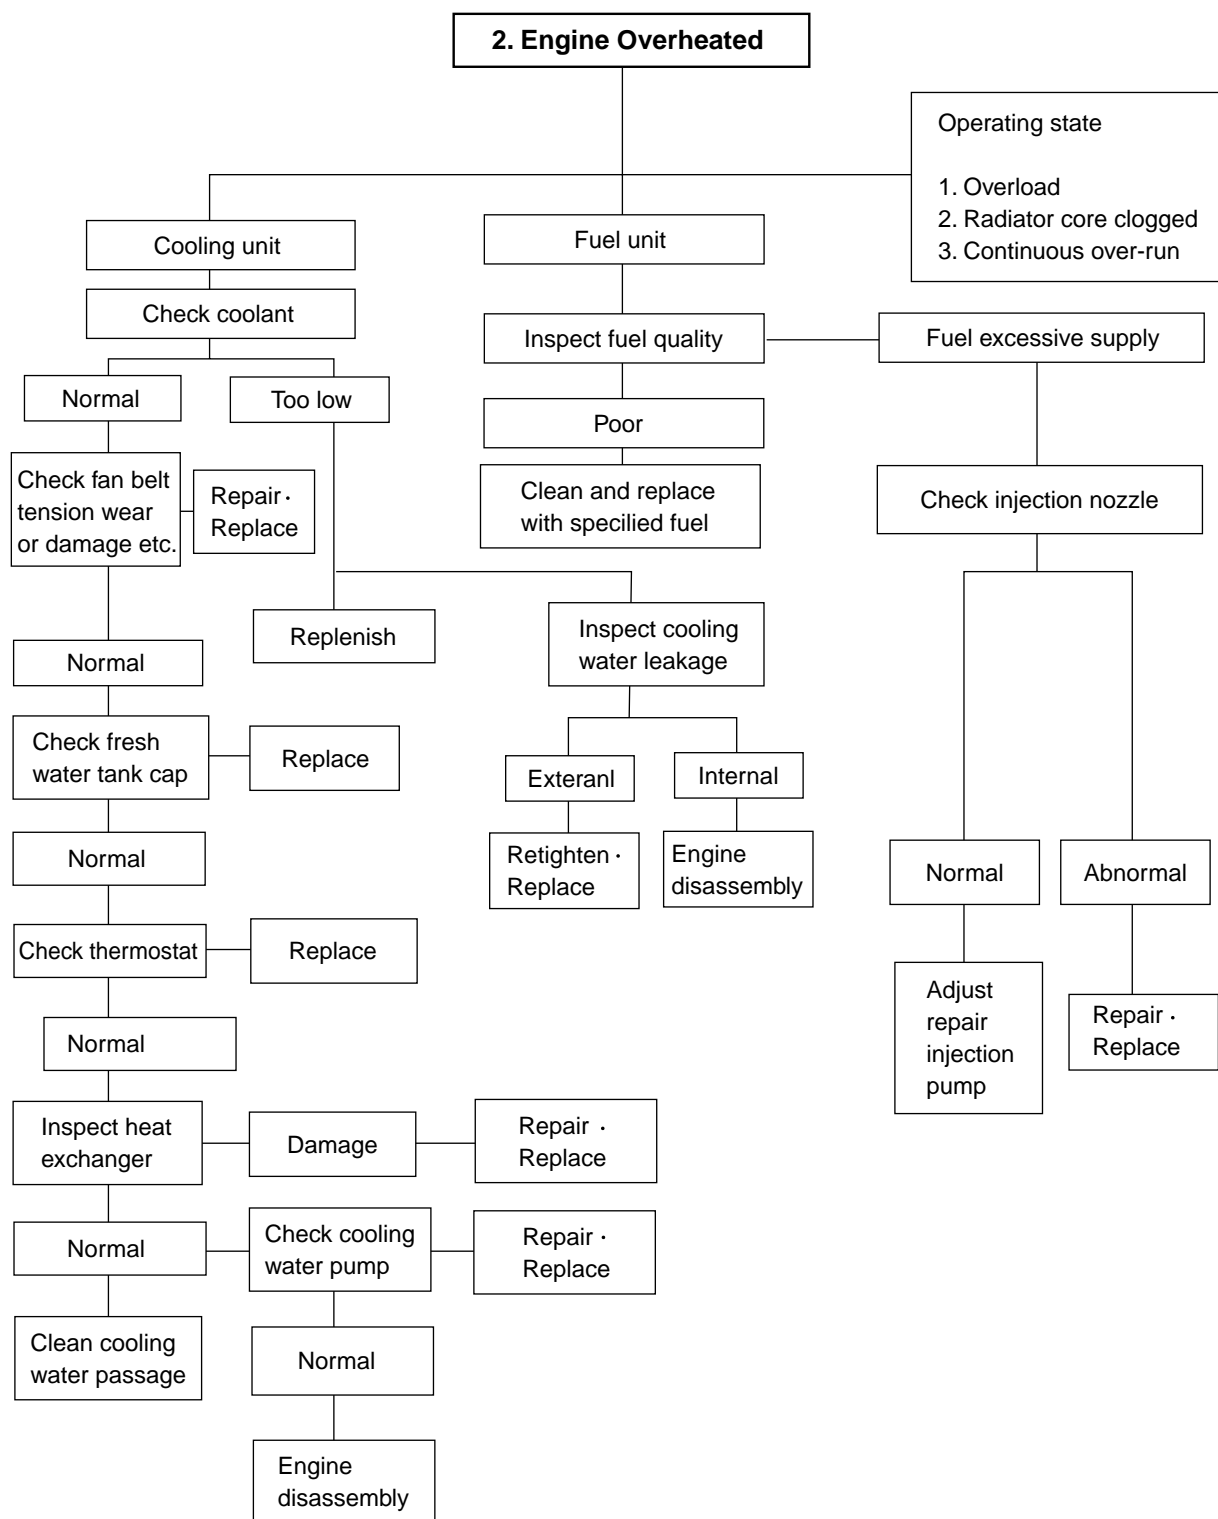 2. Engine Overheated
Operating state
1. Overload
2. Radiator core clogged
3. Continuous over-run
Cooling unit
Fuel unit
Check coolant
Inspect fuel quality
Fuel excessive supply
Normal
Too low
Poor
Check fan belt
tension wear
or damage etc.
Repair ·
Replace
Clean and replace
with specilied fuel
Check injection nozzle
Normal
Replenish
Inspect cooling
water leakage
Check fresh
water tank cap
Replace
Exteranl
Internal
Normal
Retighten ·
Replace
Engine
disassembly
Normal
Abnormal
Check thermostat
Replace
Adjust
repair
injection
pump
Repair ·
Replace
Normal
Inspect heat
exchanger
Damage
Repair ·
Replace
Normal
Check cooling
water pump
Repair ·
Replace
Clean cooling
water passage
Normal
Engine
disassembly